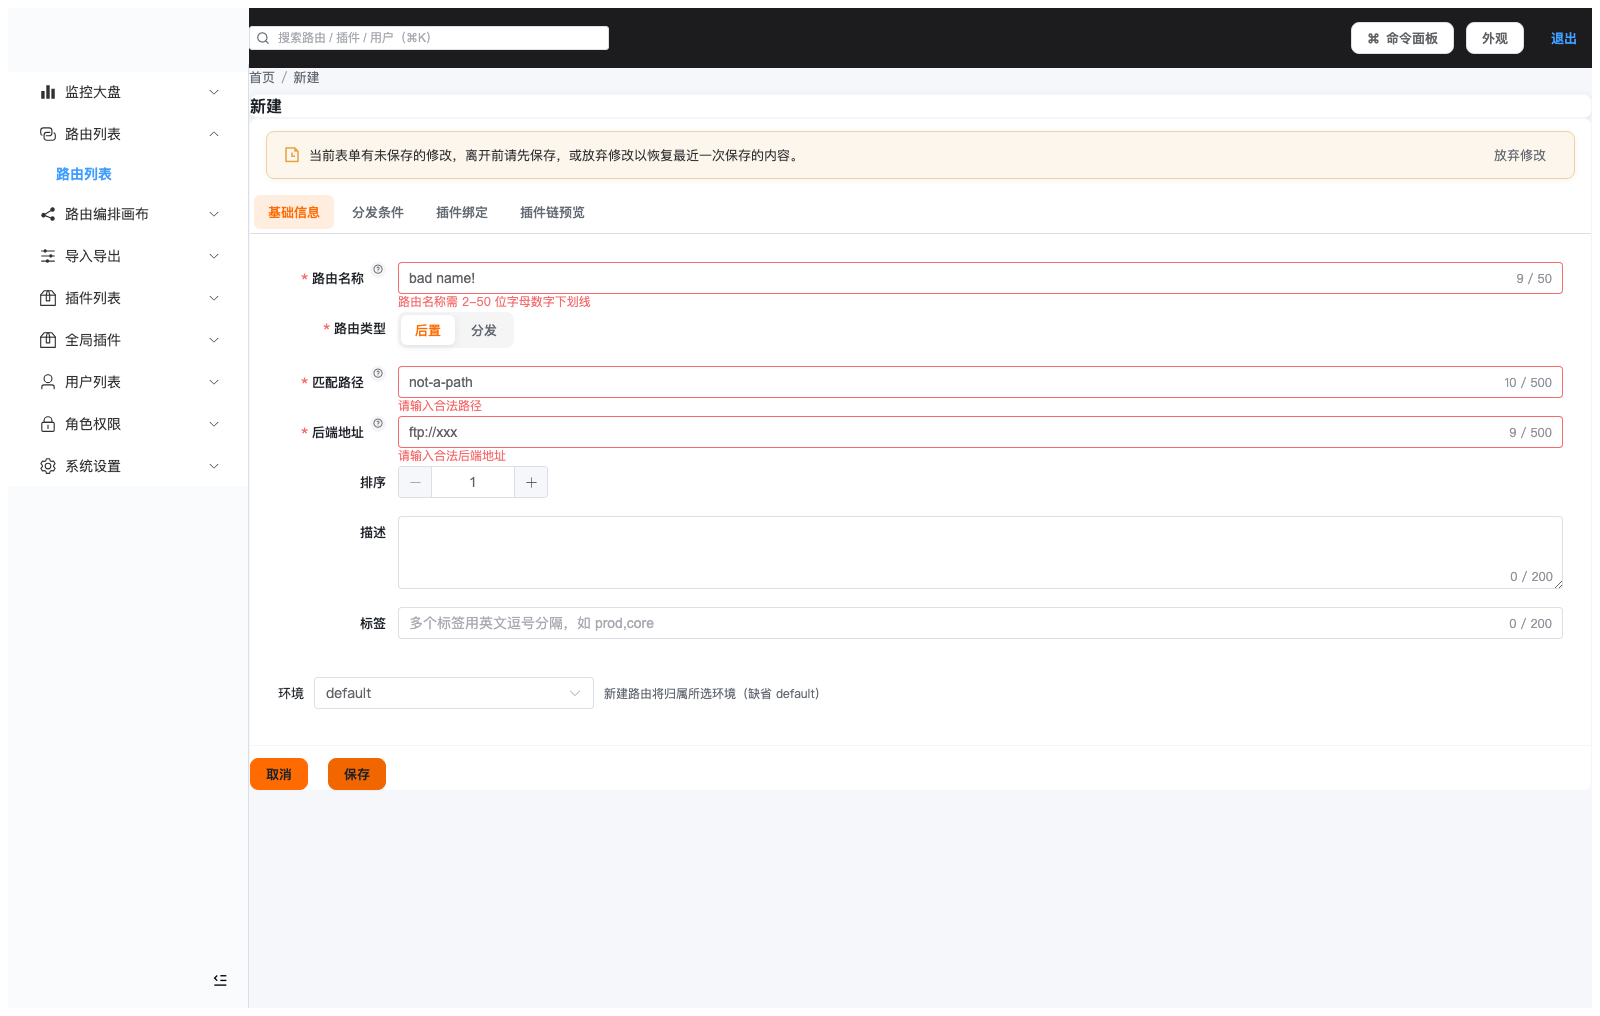 搜索路由 / 插件 / 用户（⌘K）
⌘ 命令面板
外观
退出
监控大盘
路由列表
路由列表
路由编排画布
导入导出
插件列表
全局插件
用户列表
角色权限
系统设置
首页 / 新建
新建
当前表单有未保存的修改，离开前请先保存，或放弃修改以恢复最近一次保存的内容。
放弃修改
基础信息
分发条件
插件绑定
插件链预览
* 路由名称
bad name!
9 / 50
路由名称需 2–50 位字母数字下划线
* 路由类型
后置
分发
* 匹配路径
not-a-path
10 / 500
请输入合法路径
* 后端地址
ftp://xxx
9 / 500
请输入合法后端地址
排序
1
描述
0 / 200
标签
多个标签用英文逗号分隔，如 prod,core
0 / 200
环境
default
新建路由将归属所选环境（缺省 default）
取消
保存